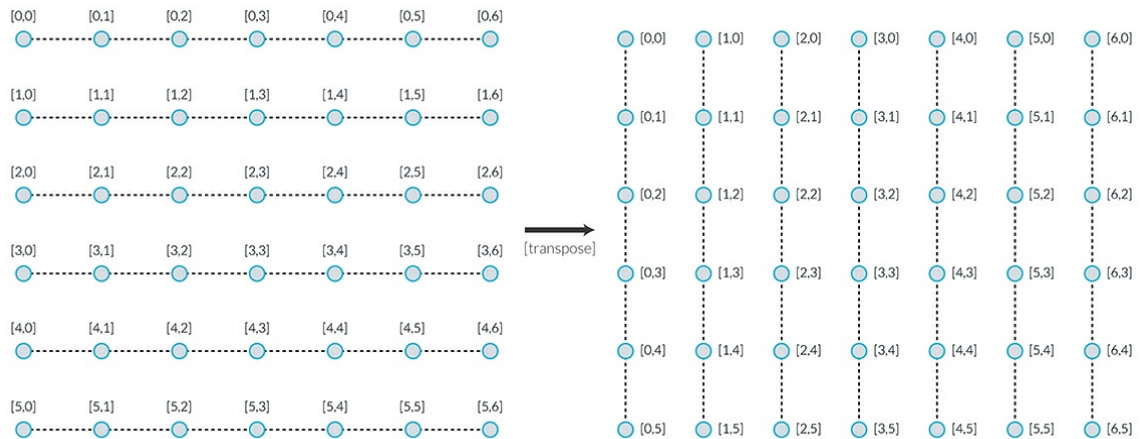 [0,0] [0,1] [0,2] [0,3] [0,4] [0,5] [0,6]
[1,0] [1,1] [1,2] [1,3] [1,4] [1,5] [1,6]
[2,0] [2,1] [2,2] [2,3] [2,4] [2,5] [2,6]
[3,0] [3,1] [3,2] [3,3] [3,4] [3,5] [3,6]
[4,0] [4,1] [4,2] [4,3] [4,4] [4,5] [4,6]
[5,0] [5,1] [5,2] [5,3] [5,4] [5,5] [5,6]
[transpose]
[0,0] [1,0] [2,0] [3,0] [4,0] [5,0] [6,0]
[0,1] [1,1] [2,1] [3,1] [4,1] [5,1] [6,1]
[0,2] [1,2] [2,2] [3,2] [4,2] [5,2] [6,2]
[0,3] [1,3] [2,3] [3,3] [4,3] [5,3] [6,3]
[0,4] [1,4] [2,4] [3,4] [4,4] [5,4] [6,4]
[0,5] [1,5] [2,5] [3,5] [4,5] [5,5] [6,5]